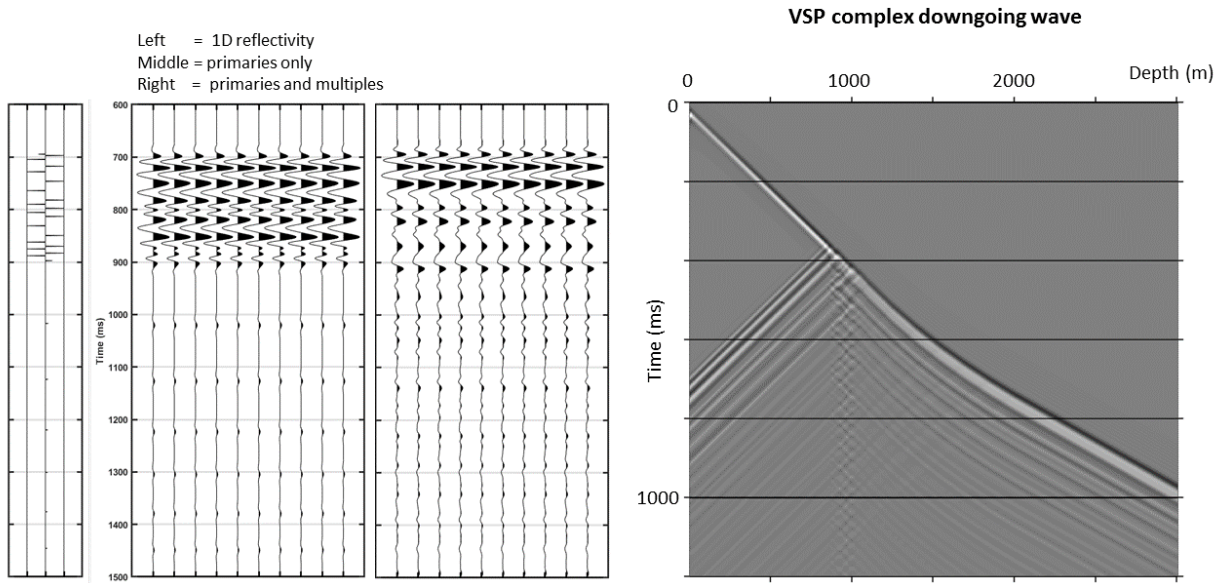 VSP complex downgoing wave
Left = 1D reflectivity
Middle = primaries only
Right = primaries and multiples
Depth (m)
0
1000
2000
0
1000
Time (ms)
600
700
800
900
1000
1100
1200
1300
1400
1500
Time (ms)